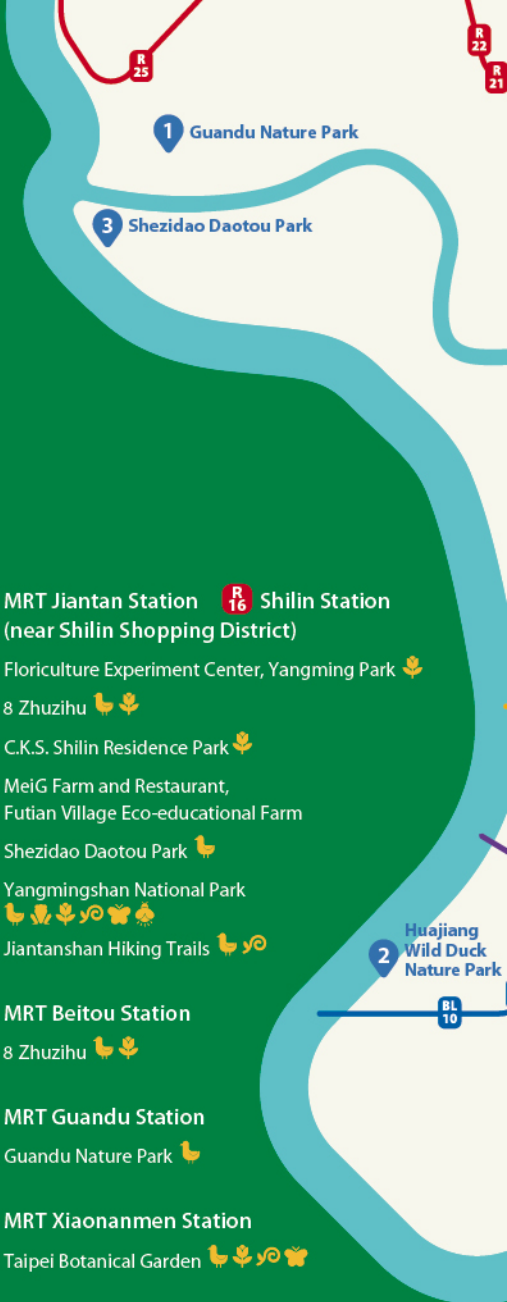 R
22
R
21
R
25
1 Guandu Nature Park
3 Shezidao Daotou Park
MRT Jiantan Station R 16 Shilin Station
(near Shilin Shopping District)
Floriculture Experiment Center, Yangming Park
8 Zhuzihu
C.K.S. Shilin Residence Park
MeiG Farm and Restaurant,
Futian Village Eco-educational Farm
Shezidao Daotou Park
Yangmingshan National Park
Jiantanshan Hiking Trails
2 Huajiang
Wild Duck
Nature Park
BL
10
MRT Beitou Station
8 Zhuzihu
MRT Guandu Station
Guandu Nature Park
MRT Xiaonanmen Station
Taipei Botanical Garden